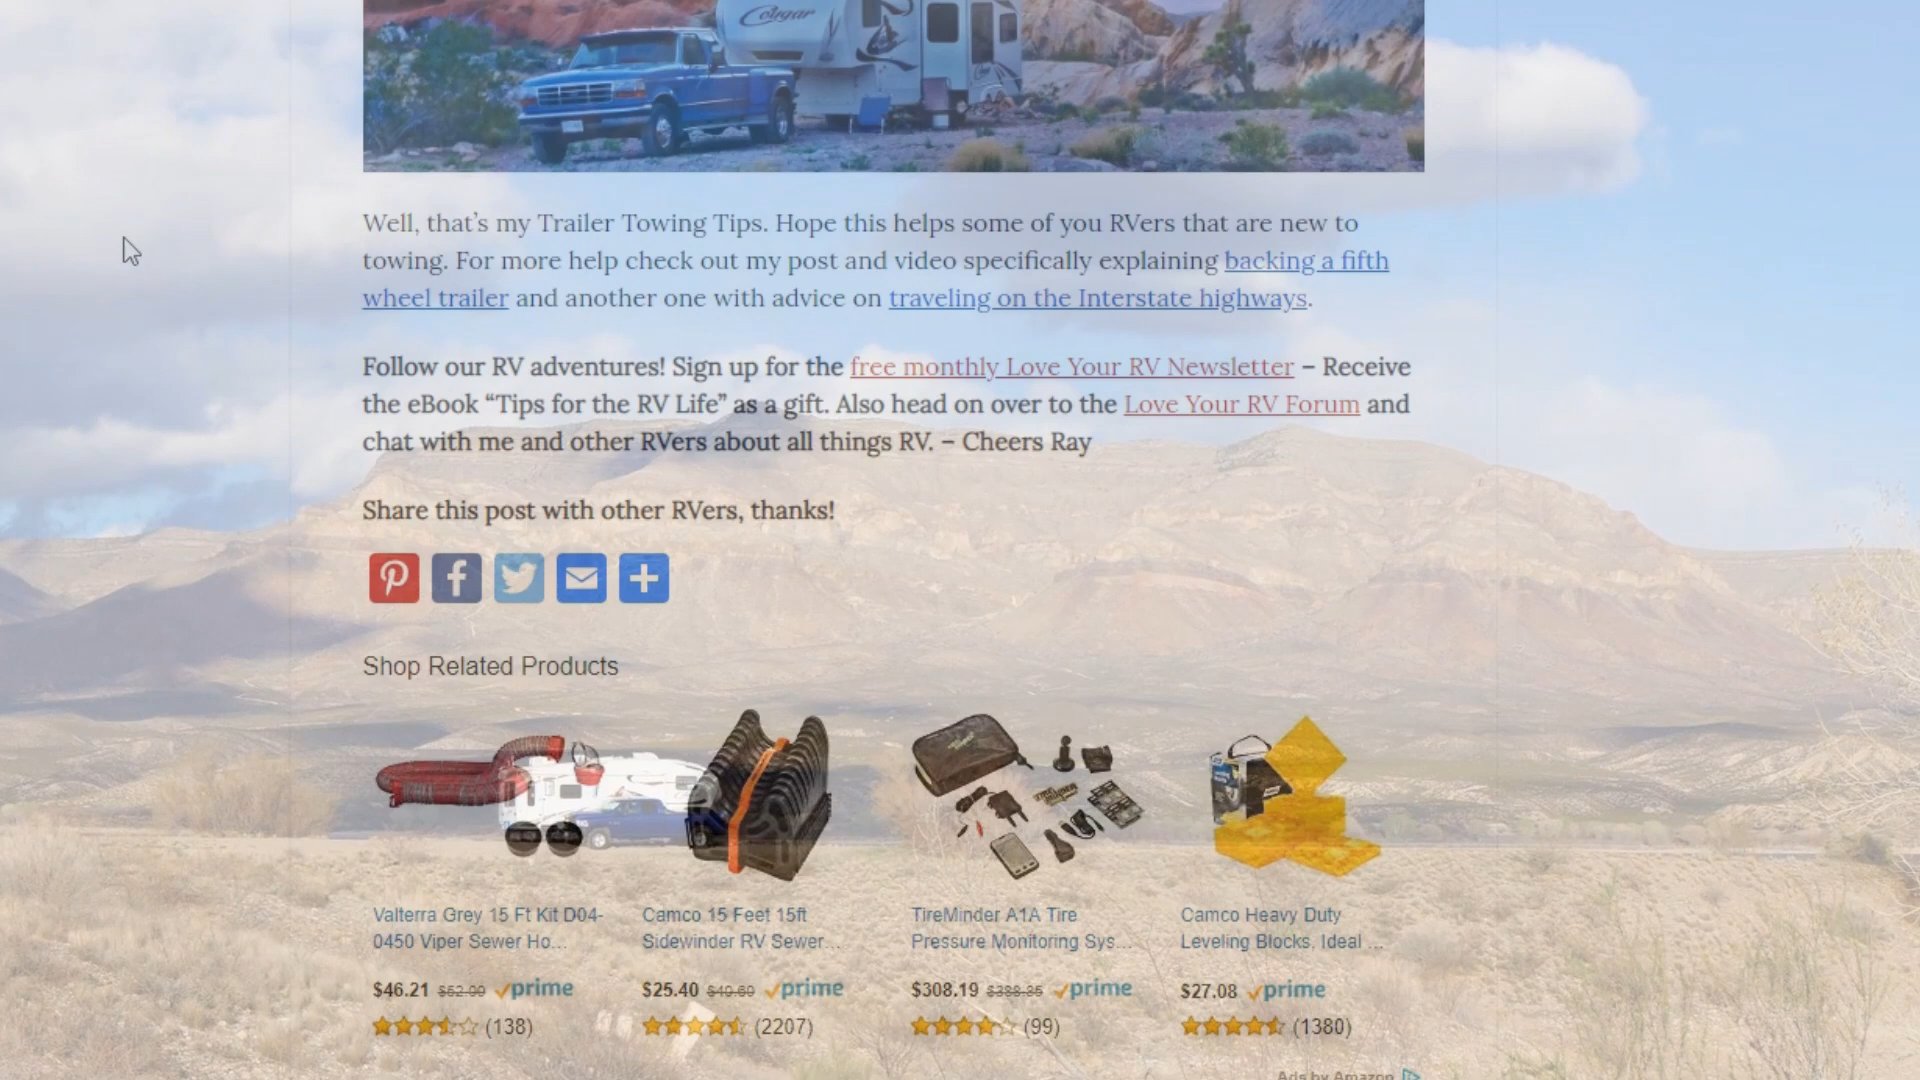 Cougar
Well, that's my Trailer Towing Tips. Hope this helps some of you RVers that are new to
towing. For more help check out my post and video specifically explaining backing a fifth
wheel trailer and another one with advice on traveling on the Interstate highways.
Follow our RV adventures! Sign up for the free monthly Love Your RV Newsletter – Receive
the eBook “Tips for the RV Life” as a gift. Also head on over to the Love Your RV Forum and
chat with me and other RVers about all things RV. – Cheers Ray
Share this post with other RVers, thanks!
Shop Related Products
Valterra Grey 15 Ft Kit D04-
0450 Viper Sewer Ho...
$46.21 $52.00 prime
(138)
Camco 15 Feet 15ft
Sidewinder RV Sewer...
$25.40 $40.60 prime
(2207)
TireMinder A1A Tire
Pressure Monitoring Sys...
$308.19 $388.35 prime
(99)
Camco Heavy Duty
Leveling Blocks, Ideal ...
$27.08 prime
(1380)
Ads by Amazon